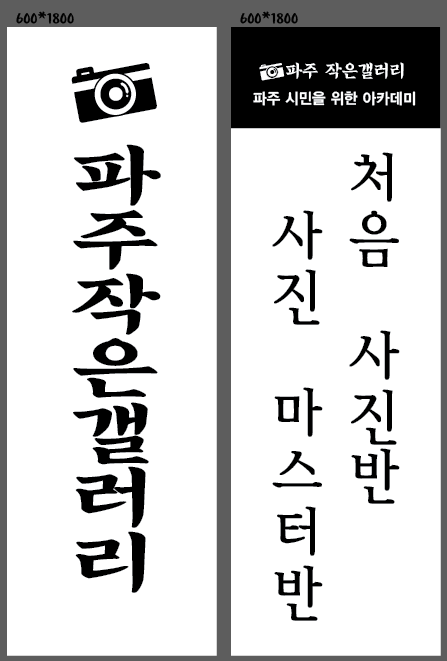 600*1800
파주작은갤러리
600*1800
파주 작은갤러리
파주 시민을 위한 아카데미
처음 사진반
사진 마스터반